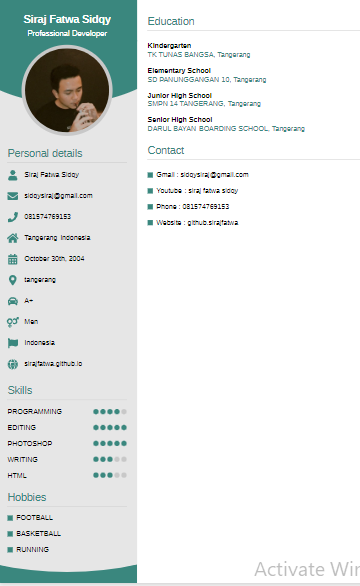 Siraj Fatwa Sidqy
Professional Developer
Personal details
Siraj Fatwa Sidqy
sidqysiraj@gmail.com
081574769153
Tangerang Indonesia
October 30th, 2004
tangerang
A+
Men
Indonesia
sirajfatwa.github.io
Skills
PROGRAMMING
EDITING
PHOTOSHOP
WRITING
HTML
Hobbies
FOOTBALL
BASKETBALL
RUNNING
Education
Kindergarten
TK TUNAS BANGSA, Tangerang
Elementary School
SD PANUNGGANGAN 10, Tangerang
Junior High School
SMPN 14 TANGERANG, Tangerang
Senior High School
DARUL BAYAN BOARDING SCHOOL, Tangerang
Contact
Gmail : sidqysiraj@gmail.com
Youtube : siraj fatwa sidqy
Phone : 081574769153
Website : github.sirajfatwa
Activate Wi